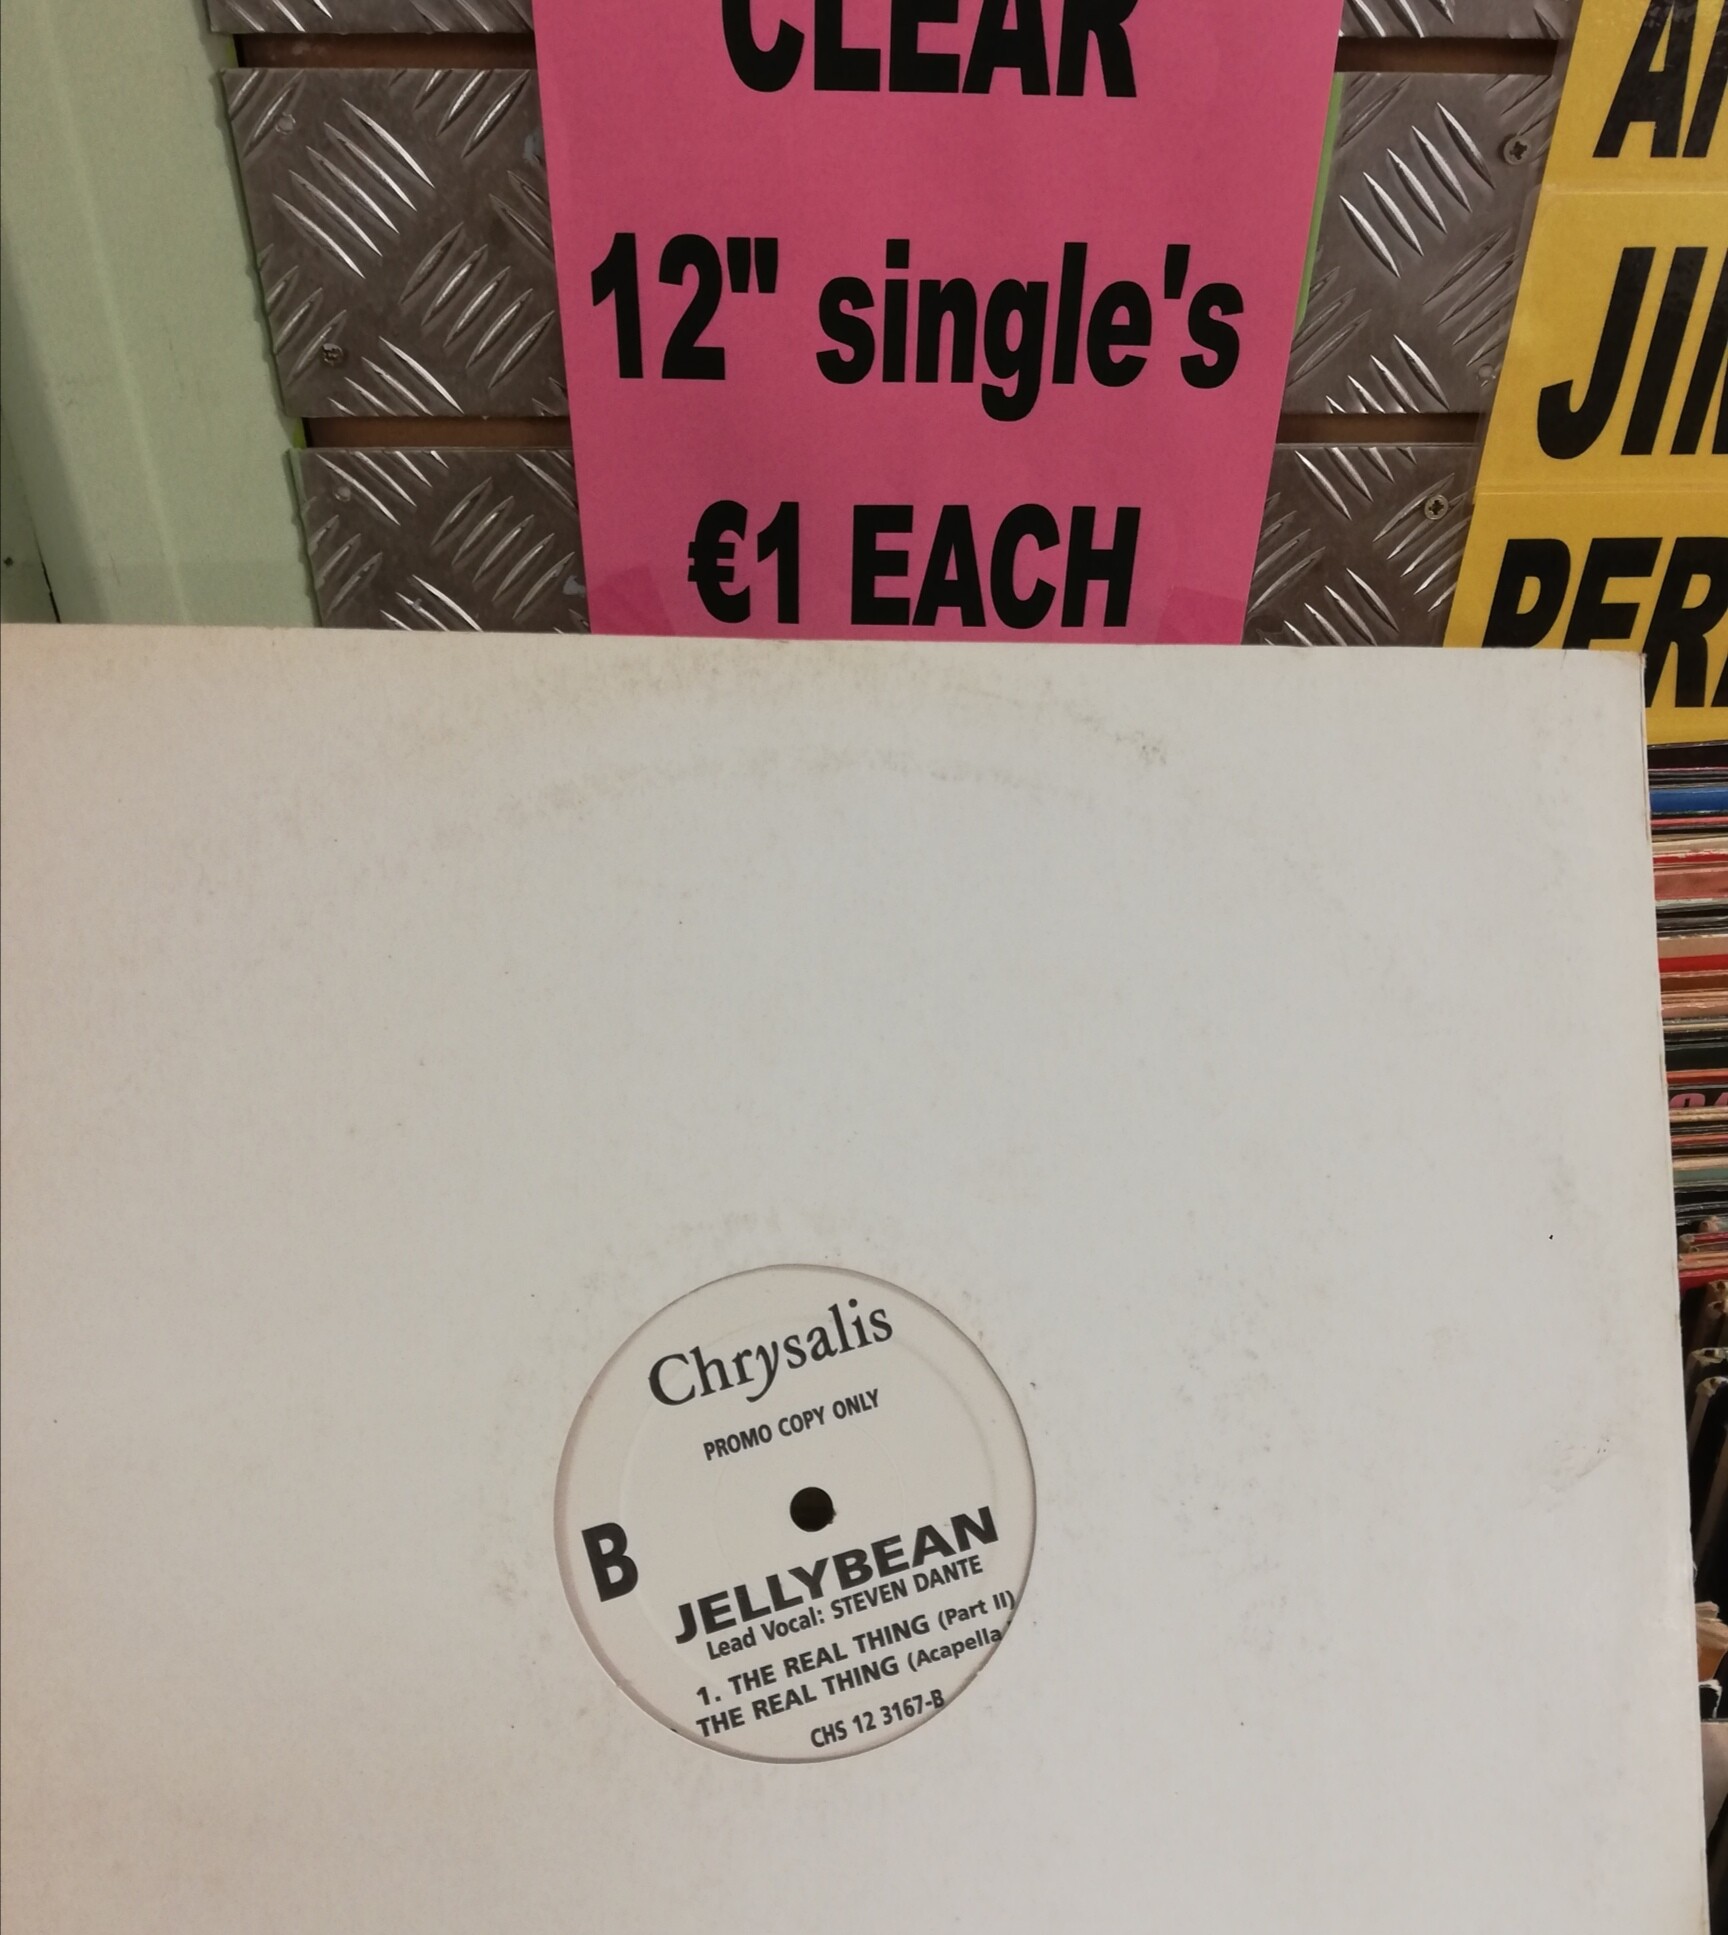 CLEAR
12" single's
€1 EACH
Chrysalis
PROMO COPY ONLY
B
JELLYBEAN
Lead Vocal: STEVEN DANTE
1. THE REAL THING (Part II)
THE REAL THING (Acapella
CHS 12 3167-B